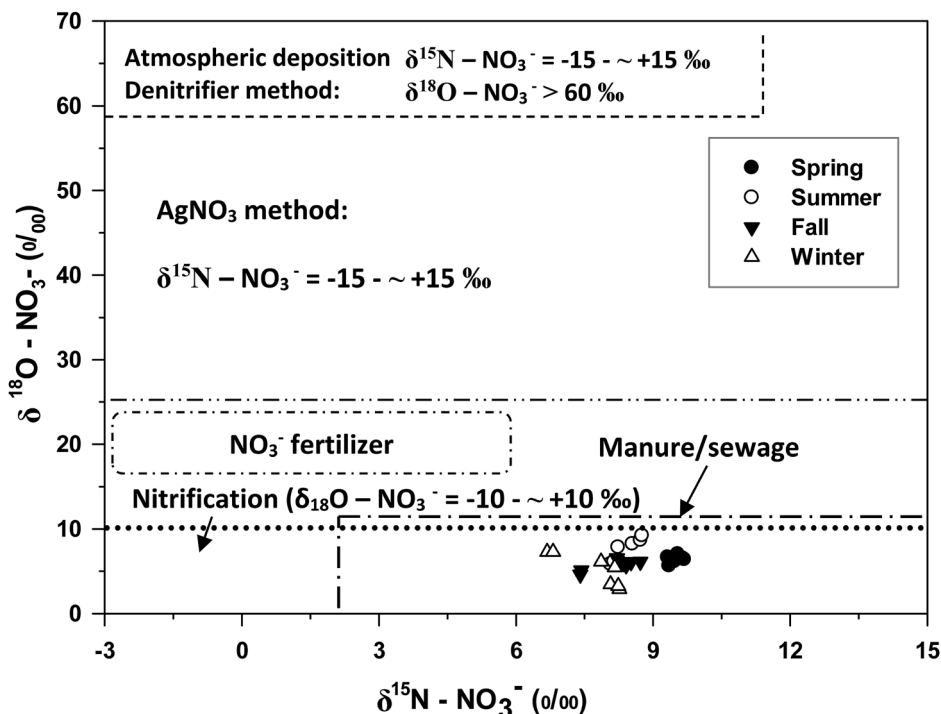 70
60
50
40
30
20
10
0
δ ¹⁸O - NO₃- (0/00)
Atmospheric deposition δ¹⁵N – NO₃⁻ = -15 - ~ +15 ‰
Denitrifier method: δ¹⁸O – NO₃⁻ > 60 ‰
Spring
Summer
Fall
Winter
AgNO₃ method:
δ¹⁵N – NO₃⁻ = -15 - ~ +15 ‰
NO₃⁻ fertilizer
Manure/sewage
Nitrification (δ₁₈O – NO₃⁻ = -10 - ~ +10 ‰)
-3 0 3 6 9 12 15
δ¹⁵N - NO₃⁻ (0/00)